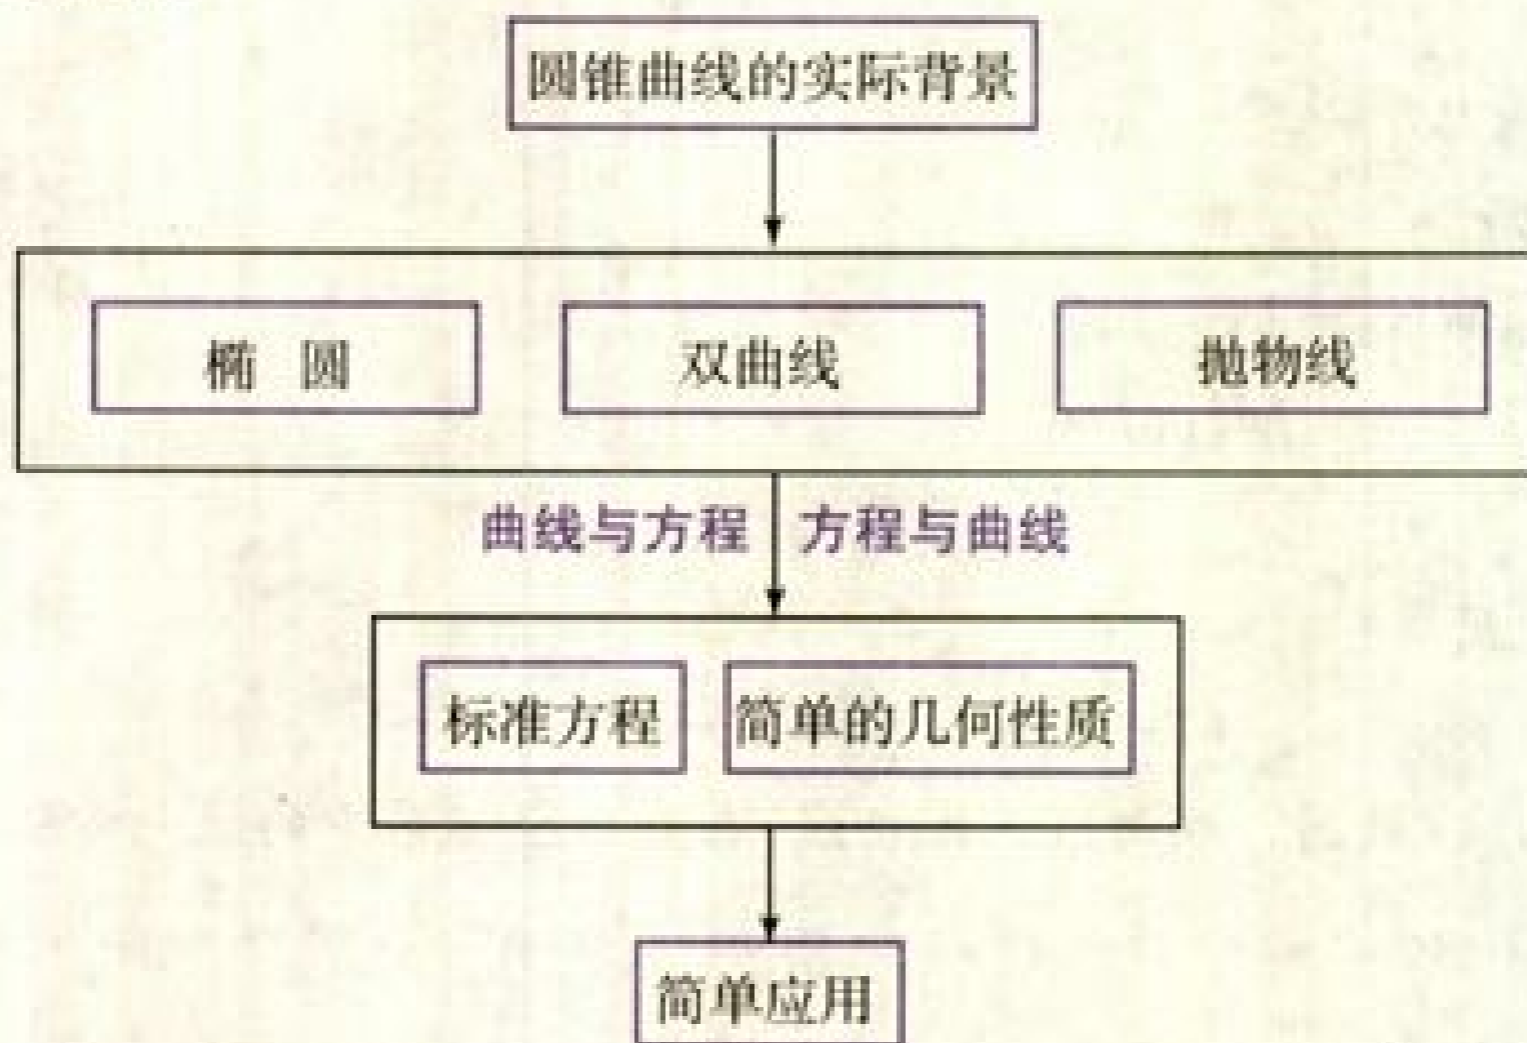 圆锥曲线的实际背景
椭 圆 双曲线 抛物线
曲线与方程 方程与曲线
标准方程 简单的几何性质
简单应用